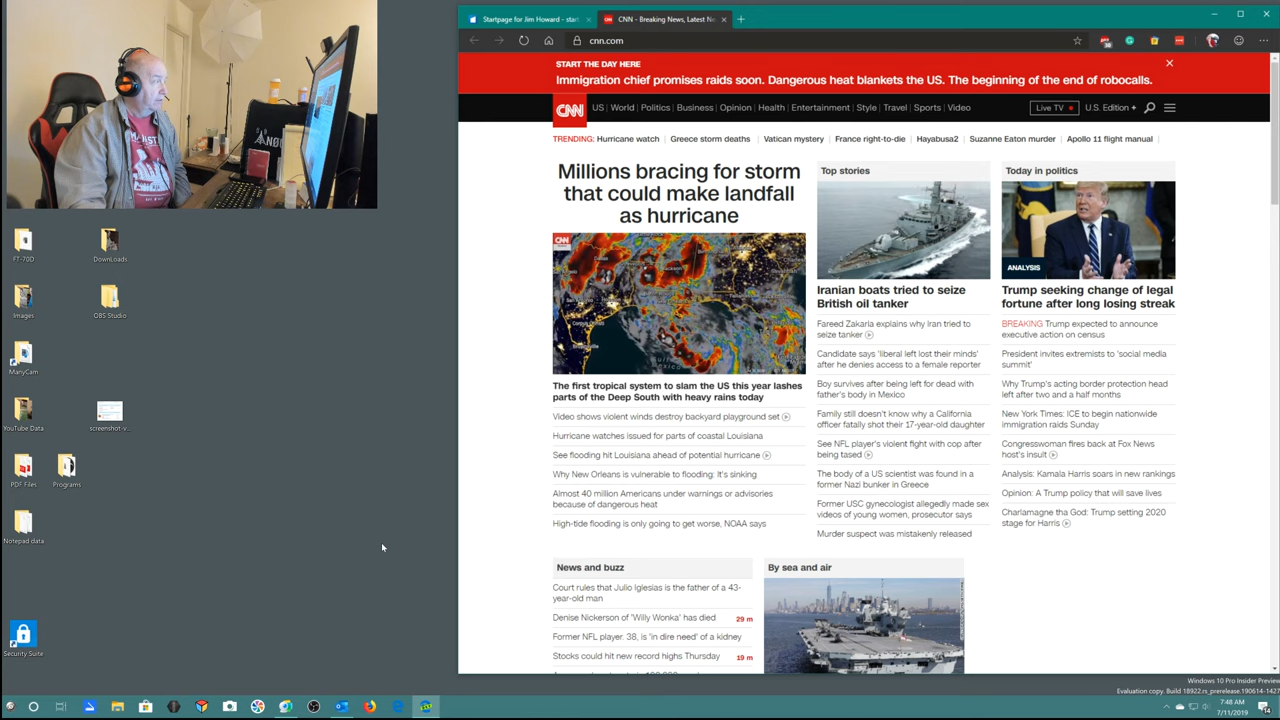 Startpage for Jim Howard - start
CNN - Breaking News, Latest Ne
cnn.com
START THE DAY HERE
Immigration chief promises raids soon. Dangerous heat blankets the US. The beginning of the end of robocalls.
CNN
US World Politics Business Opinion Health Entertainment Style Travel Sports Video
Live TV
U.S. Edition +
TRENDING: Hurricane watch Greece storm deaths Vatican mystery France right-to-die Hayabusa2 Suzanne Eaton murder Apollo 11 flight manual
Millions bracing for storm
that could make landfall
as hurricane
CNN
The first tropical system to slam the US this year lashes
parts of the Deep South with heavy rains today
Video shows violent winds destroy backyard playground set
Hurricane watches issued for parts of coastal Louisiana
See flooding hit Louisiana ahead of potential hurricane
Why New Orleans is vulnerable to flooding: It's sinking
Almost 40 million Americans under warnings or advisories
because of dangerous heat
High-tide flooding is only going to get worse, NOAA says
Top stories
Iranian boats tried to seize
British oil tanker
Fareed Zakaria explains why Iran tried to
seize tanker
Candidate says 'liberal left lost their minds'
after he denies access to a female reporter
Boy survives after being left for dead with
father's body in Mexico
Family still doesn't know why a California
officer fatally shot their 17-year-old daughter
See NFL player's violent fight with cop after
being tased
The body of a US scientist was found in a
former Nazi bunker in Greece
Former USC gynecologist allegedly made sex
videos of young women, prosecutor says
Murder suspect was mistakenly released
Today in politics
ANALYSIS
Trump seeking change of legal
fortune after long losing streak
BREAKING Trump expected to announce
executive action on census
President invites extremists to 'social media
summit'
Why Trump's acting border protection head
left after two and a half months
New York Times: ICE to begin nationwide
immigration raids Sunday
Congresswoman fires back at Fox News
host's insult
Analysis: Kamala Harris soars in new rankings
Opinion: A Trump policy that will save lives
Charlamagne tha God: Trump setting 2020
stage for Harris
News and buzz
Court rules that Julio Iglesias is the father of a 43-
year-old man
Denise Nickerson of 'Willy Wonka' has died
29 m
Former NFL player, 38, is 'in dire need' of a kidney
Stocks could hit new record highs Thursday
19 m
By sea and air
FT-70D
DownLoads
Images
OBS Studio
ManyCam
YouTube Data
screenshot-v...
PDF Files
Programs
Notepad data
Security Suite
Windows 10 Pro Insider Preview
Evaluation copy. Build 18922.rs_prerelease.190614-1427
7:48 AM
7/11/2019
14